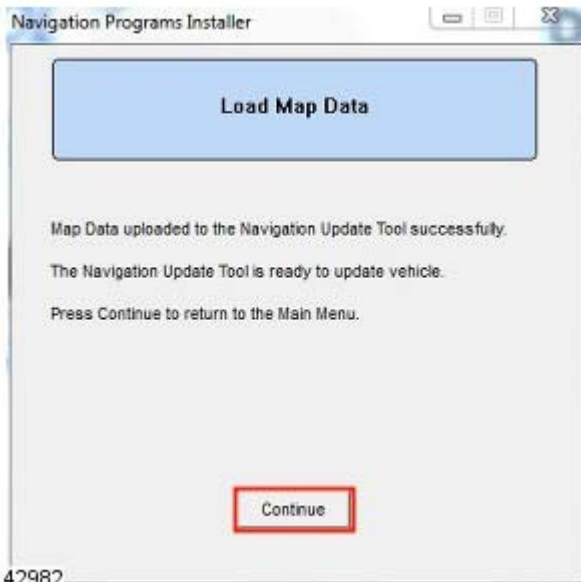 Navigation Programs Installer
Load Map Data
Map Data uploaded to the Navigation Update Tool successfully.
The Navigation Update Tool is ready to update vehicle.
Press Continue to return to the Main Menu.
Continue
42982